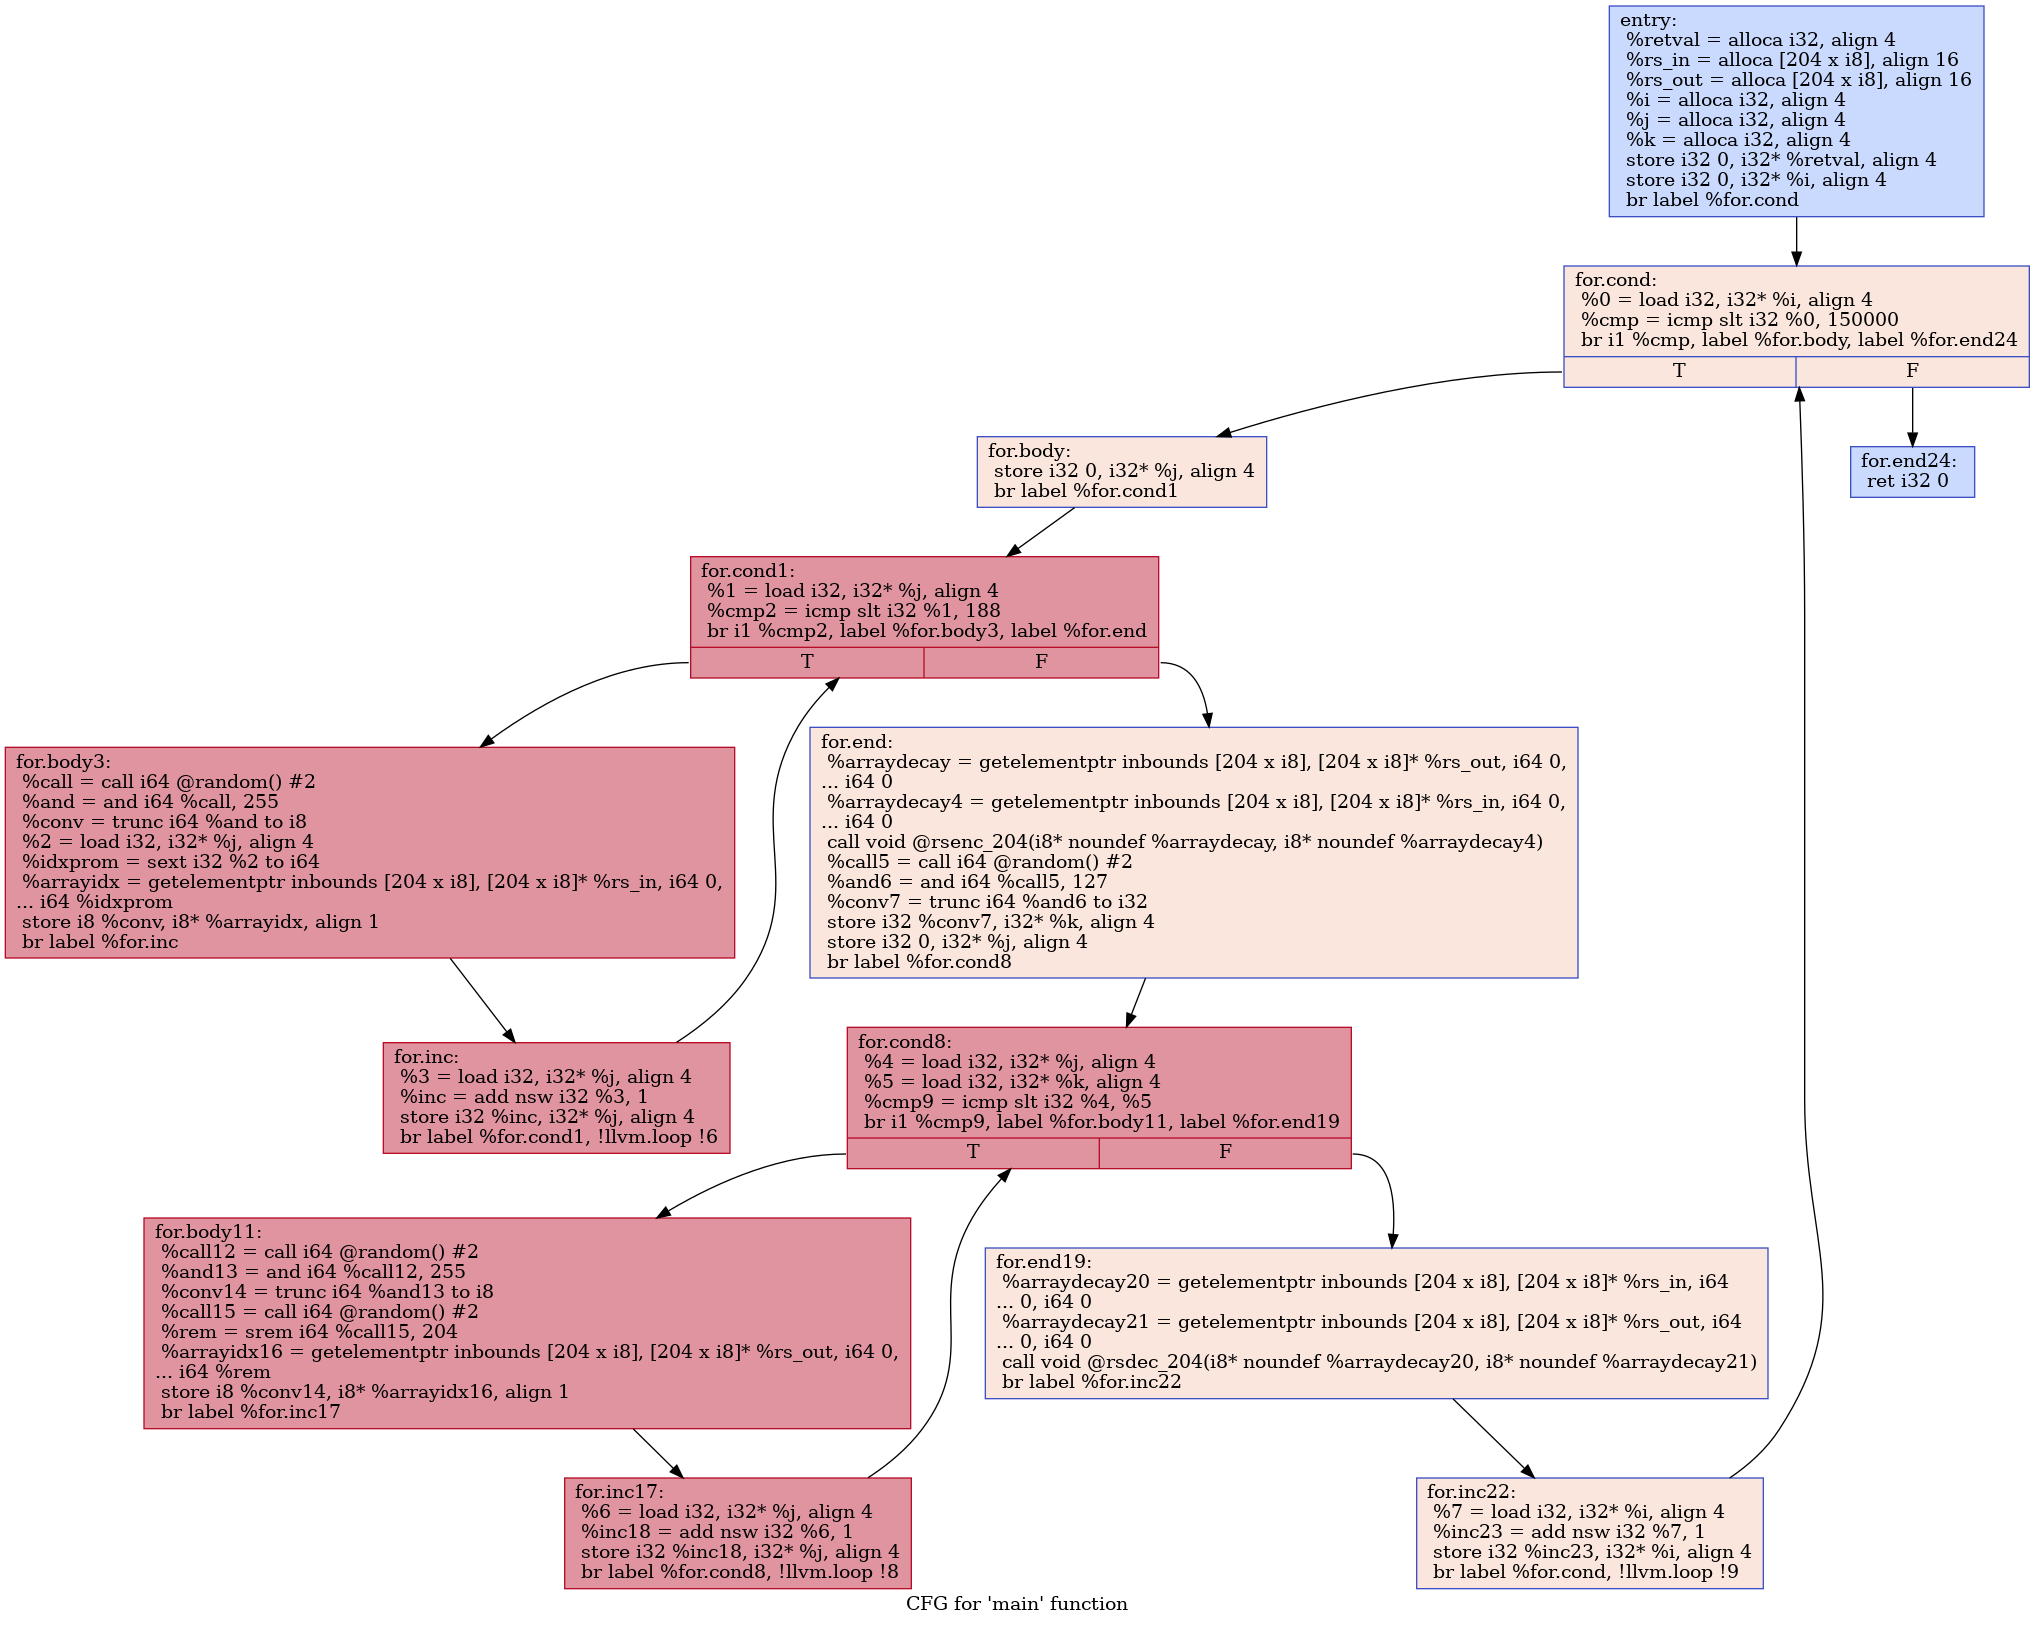 entry:
%retval = alloca i32, align 4
%rs_in = alloca [204 x i8], align 16
%rs_out = alloca [204 x i8], align 16
%i = alloca i32, align 4
%j = alloca i32, align 4
%k = alloca i32, align 4
store i32 0, i32* %retval, align 4
store i32 0, i32* %i, align 4
br label %for.cond
for.cond:
%0 = load i32, i32* %i, align 4
%cmp = icmp slt i32 %0, 150000
br i1 %cmp, label %for.body, label %for.end24
T
F
for.body:
store i32 0, i32* %j, align 4
br label %for.cond1
for.end24:
ret i32 0
for.cond1:
%1 = load i32, i32* %j, align 4
%cmp2 = icmp slt i32 %1, 188
br i1 %cmp2, label %for.body3, label %for.end
T
F
for.body3:
%call = call i64 @random() #2
%and = and i64 %call, 255
%conv = trunc i64 %and to i8
%2 = load i32, i32* %j, align 4
%idxprom = sext i32 %2 to i64
%arrayidx = getelementptr inbounds [204 x i8], [204 x i8]* %rs_in, i64 0,
... i64 %idxprom
store i8 %conv, i8* %arrayidx, align 1
br label %for.inc
for.end:
%arraydecay = getelementptr inbounds [204 x i8], [204 x i8]* %rs_out, i64 0,
... i64 0
%arraydecay4 = getelementptr inbounds [204 x i8], [204 x i8]* %rs_in, i64 0,
... i64 0
call void @rsenc_204(i8* noundef %arraydecay, i8* noundef %arraydecay4)
%call5 = call i64 @random() #2
%and6 = and i64 %call5, 127
%conv7 = trunc i64 %and6 to i32
store i32 %conv7, i32* %k, align 4
store i32 0, i32* %j, align 4
br label %for.cond8
for.inc:
%3 = load i32, i32* %j, align 4
%inc = add nsw i32 %3, 1
store i32 %inc, i32* %j, align 4
br label %for.cond1, !llvm.loop !6
for.cond8:
%4 = load i32, i32* %j, align 4
%5 = load i32, i32* %k, align 4
%cmp9 = icmp slt i32 %4, %5
br i1 %cmp9, label %for.body11, label %for.end19
T
F
for.body11:
%call12 = call i64 @random() #2
%and13 = and i64 %call12, 255
%conv14 = trunc i64 %and13 to i8
%call15 = call i64 @random() #2
%rem = srem i64 %call15, 204
%arrayidx16 = getelementptr inbounds [204 x i8], [204 x i8]* %rs_out, i64 0,
... i64 %rem
store i8 %conv14, i8* %arrayidx16, align 1
br label %for.inc17
for.end19:
%arraydecay20 = getelementptr inbounds [204 x i8], [204 x i8]* %rs_in, i64
... 0, i64 0
%arraydecay21 = getelementptr inbounds [204 x i8], [204 x i8]* %rs_out, i64
... 0, i64 0
call void @rsdec_204(i8* noundef %arraydecay20, i8* noundef %arraydecay21)
br label %for.inc22
for.inc17:
%6 = load i32, i32* %j, align 4
%inc18 = add nsw i32 %6, 1
store i32 %inc18, i32* %j, align 4
br label %for.cond8, !llvm.loop !8
for.inc22:
%7 = load i32, i32* %i, align 4
%inc23 = add nsw i32 %7, 1
store i32 %inc23, i32* %i, align 4
br label %for.cond, !llvm.loop !9
CFG for 'main' function